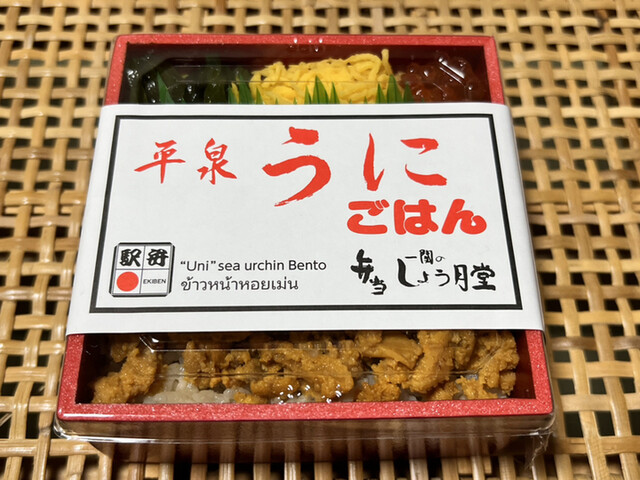 平泉 うに
ごはん
駅弁
EKIBEN
“Uni” sea urchin Bento
ข้าวหน้าหอยเม่น
弁当 一関の しょう月堂